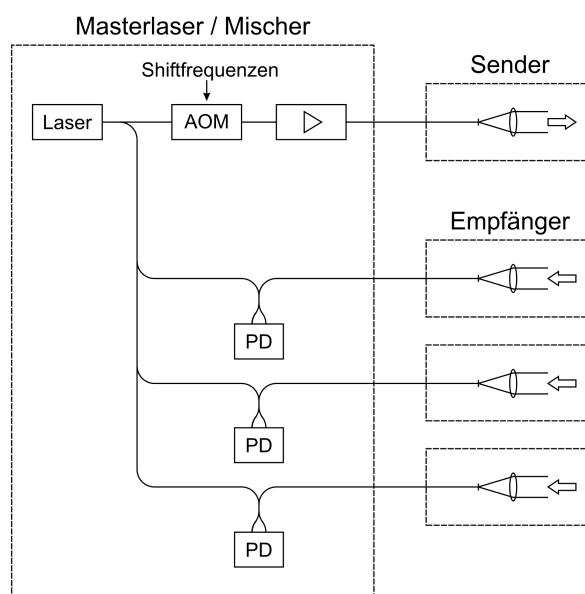 Masterlaser / Mischer
Shiftfrequenzen
Sender
Laser
AOM
Empfänger
PD
PD
PD